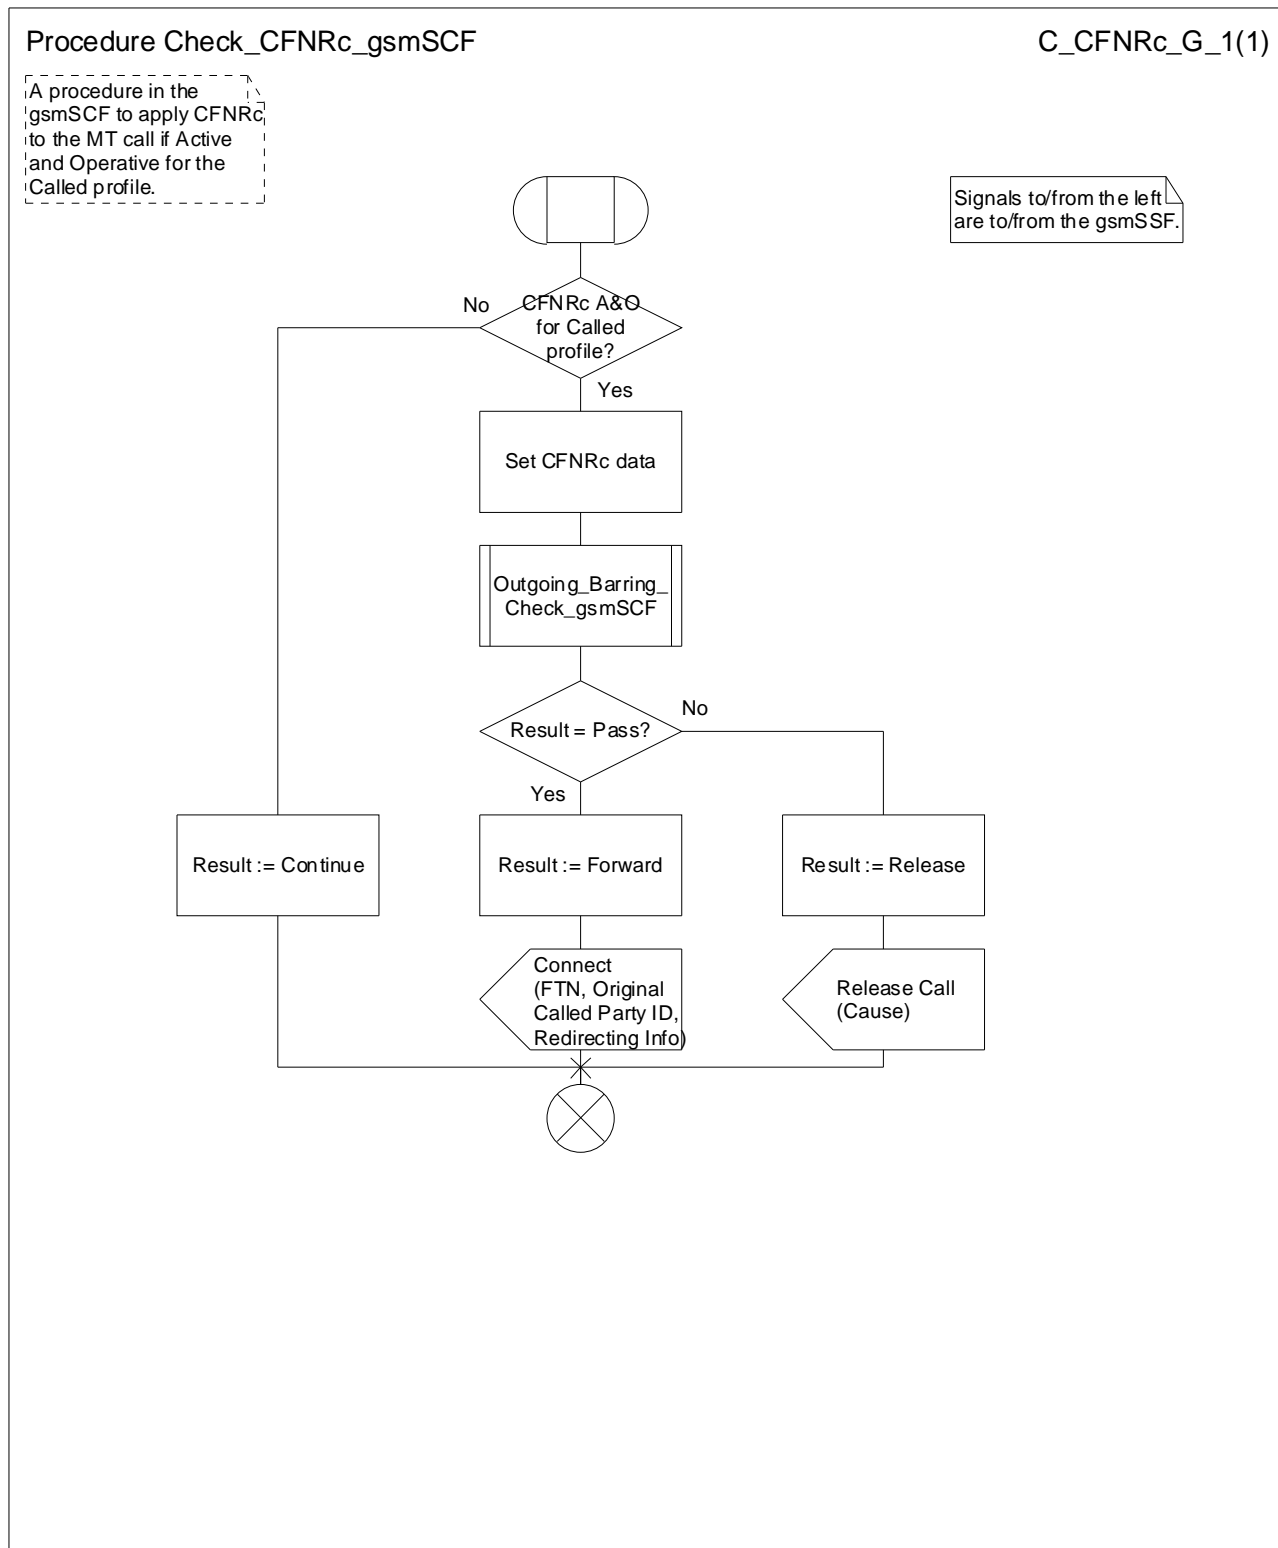 Procedure Check_CFNRc_gsmSCF
C_CFNRc_G_1(1)
A procedure in the
gsmSCF to apply CFNRc
to the MT call if Active
and Operative for the
Called profile.
Signals to/from the left
are to/from the gsmSSF.
No
CFNRc A&O
for Called
profile?
Yes
Set CFNRc data
Outgoing_Barring_
Check_gsmSCF
Result = Pass?
No
Yes
Result := Continue
Result := Forward
Result := Release
Connect
(FTN, Original
Called Party ID,
Redirecting Info)
Release Call
(Cause)